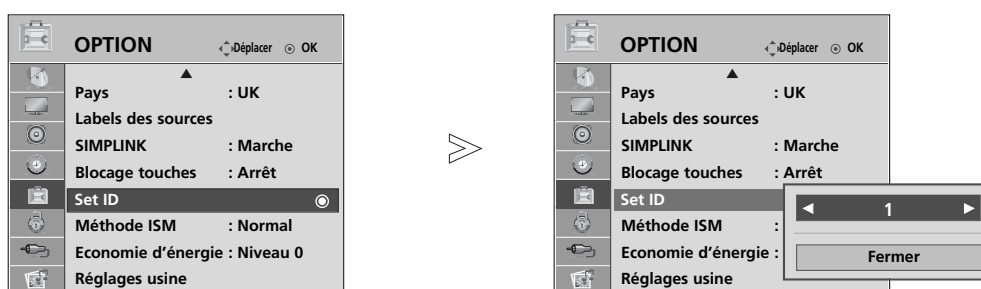 OPTION Déplacer OK
Pays : UK
Labels des sources
SIMPLINK : Marche
Blocage touches : Arrêt
Set ID
Méthode ISM : Normal
Economie d’énergie : Niveau 0
Réglages usine
OPTION Déplacer OK
Pays : UK
Labels des sources
SIMPLINK : Marche
Blocage touches : Arrêt
Set ID
Méthode ISM :
Economie d’énergie :
Réglages usine
1
Fermer